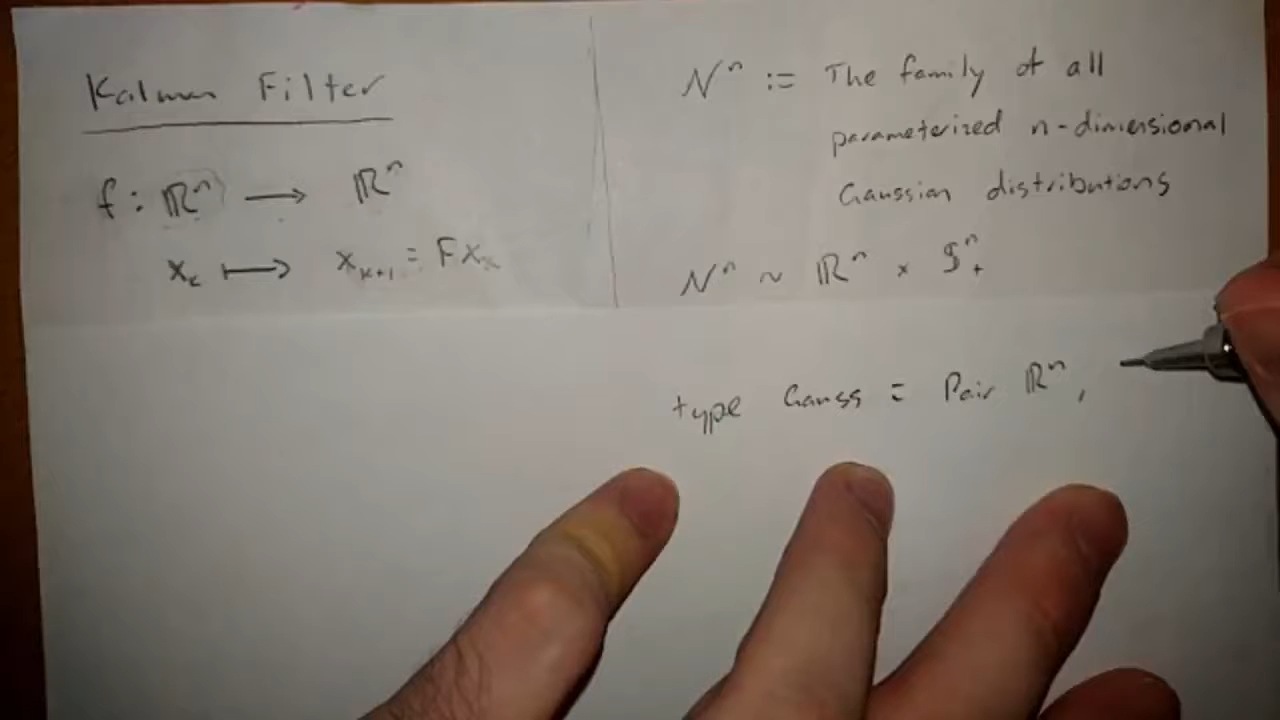 Kalman Filter
f : ℝⁿ ⟶ ℝⁿ
xₖ ⟼ xₖ₊₁ = Fxₖ
𝒩ⁿ := The family of all
parameterized n-dimensional
Gaussian distributions
𝒩ⁿ ~ ℝⁿ × 𝕊ⁿ₊
type Gauss = Pair ℝⁿ,